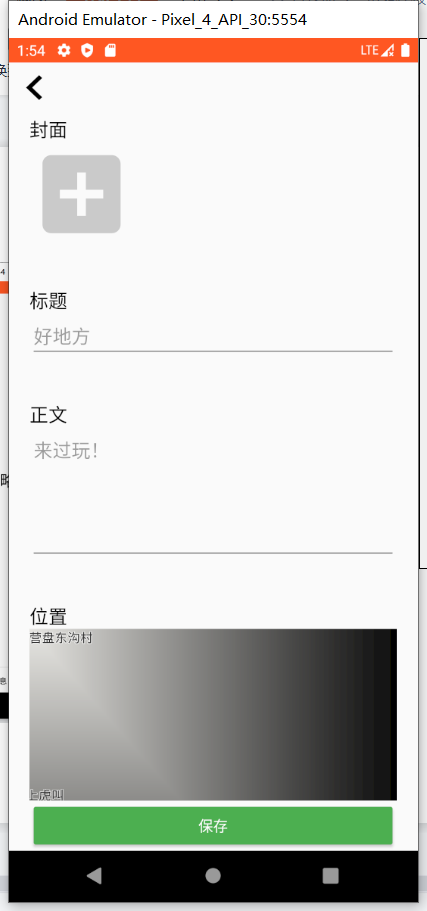 Android Emulator - Pixel_4_API_30:5554
1:54
LTE
封面
标题
好地方
正文
来过玩！
位置
营盘东沟村
上虎叫
保存